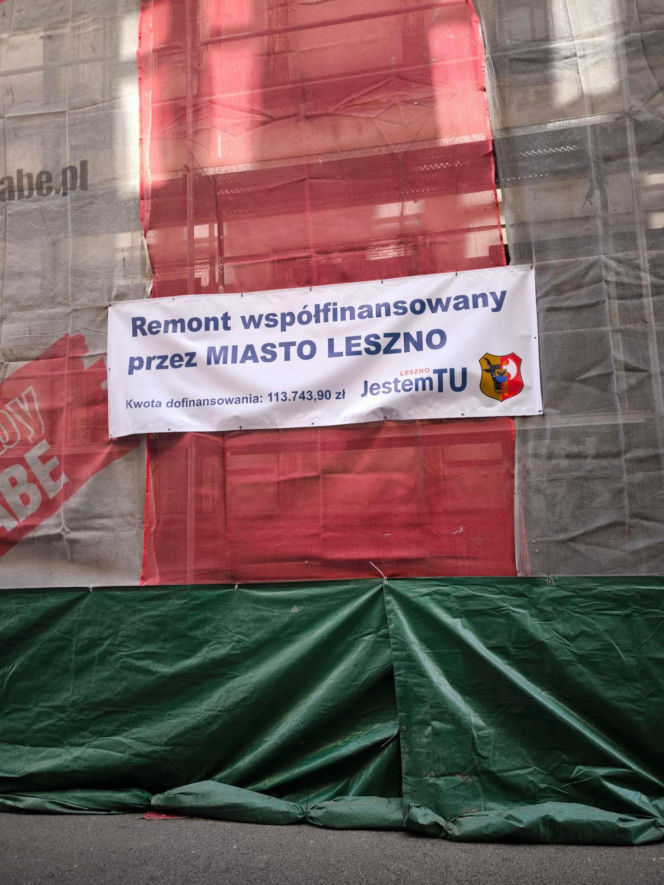 abe.pl
Remont współfinansowany
przez MIASTO LESZNO
Kwota dofinansowania: 113.743,90 zł
LESZNO
JestemTU
ABE